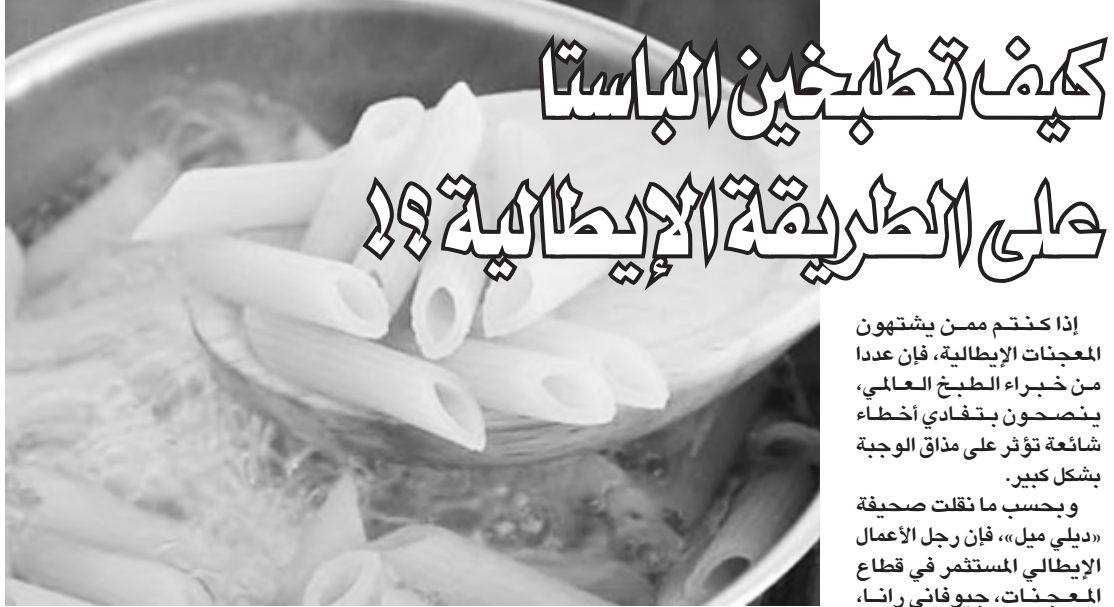 كيف تطبخين الباستا
على الطريقة الإيطالية ؟!
إذا كنتم ممن يشتهون
المعجنات الإيطالية، فإن عددا
من خبراء الطبخ العالمي،
ينصحون بتفادي أخطاء
شائعة تؤثر على مذاق الوجبة
بشكل كبير.
وبحسب ما نقلت صحيفة
«ديلي ميل»، فإن رجل الأعمال
الإيطالي المستثمر في قطاع
المعجنات، جيوفاني رانا،